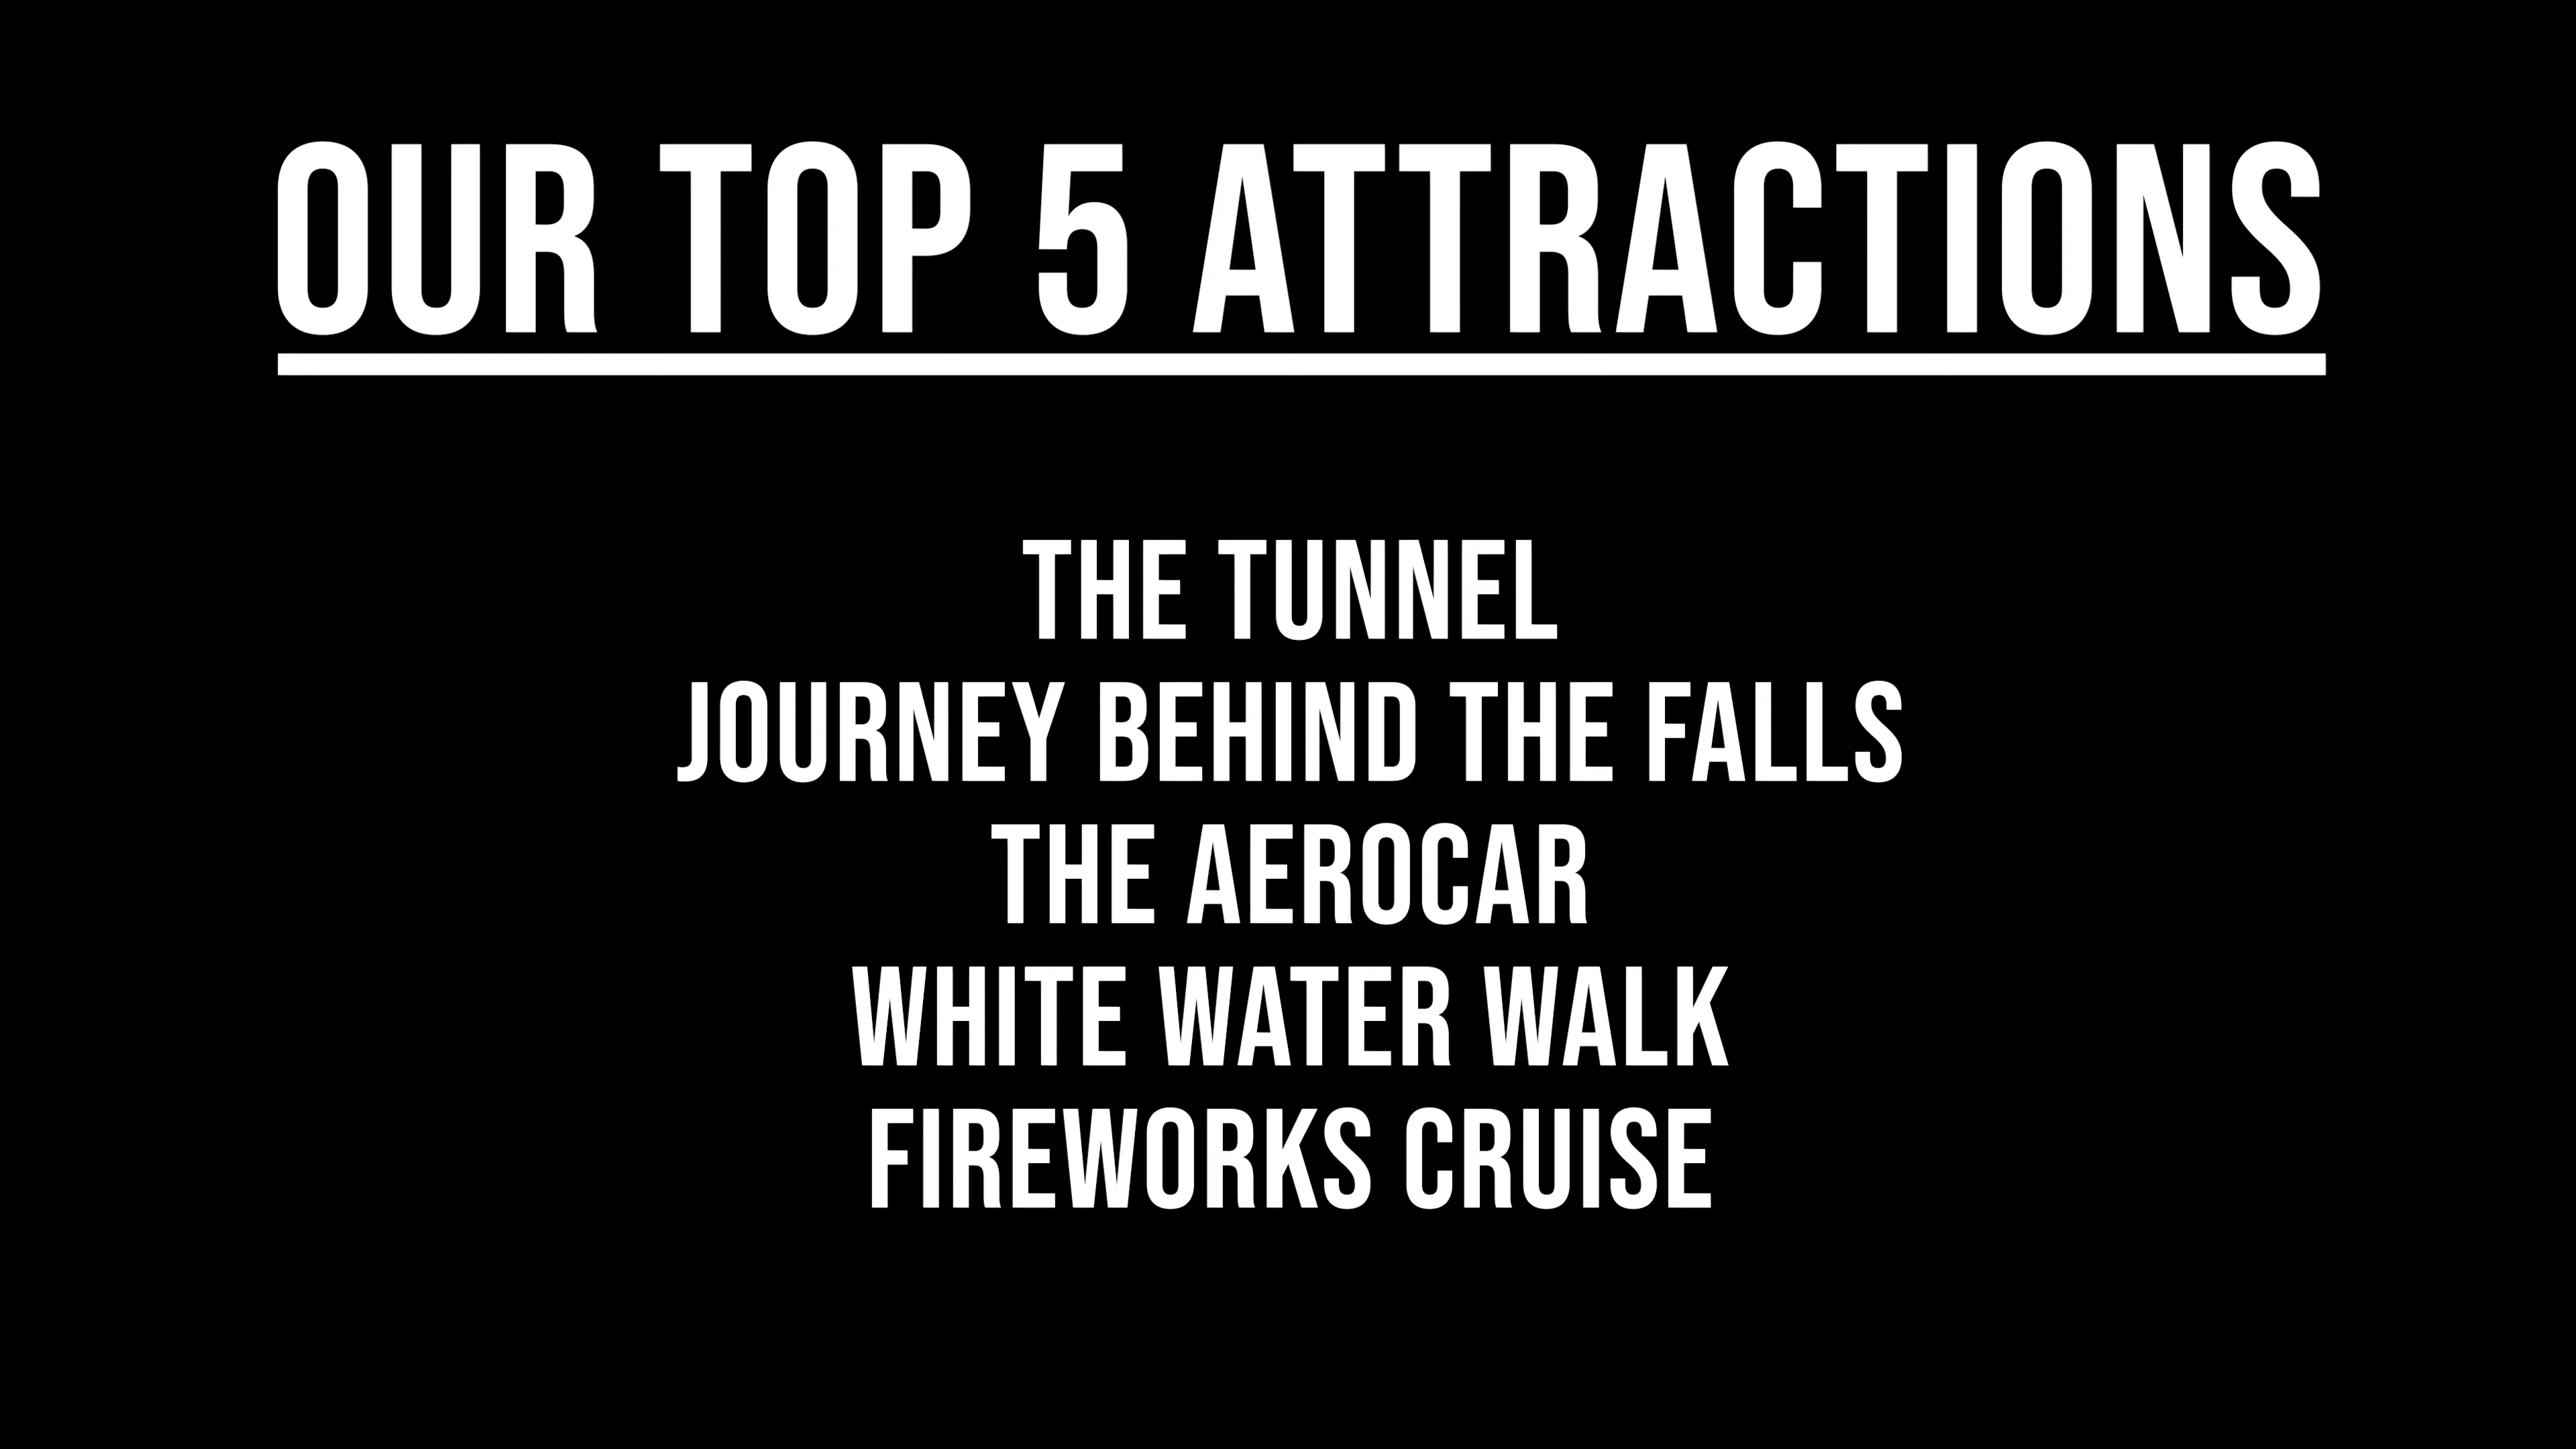 OUR TOP 5 ATTRACTIONS
THE TUNNEL
JOURNEY BEHIND THE FALLS
THE AEROCAR
WHITE WATER WALK
FIREWORKS CRUISE